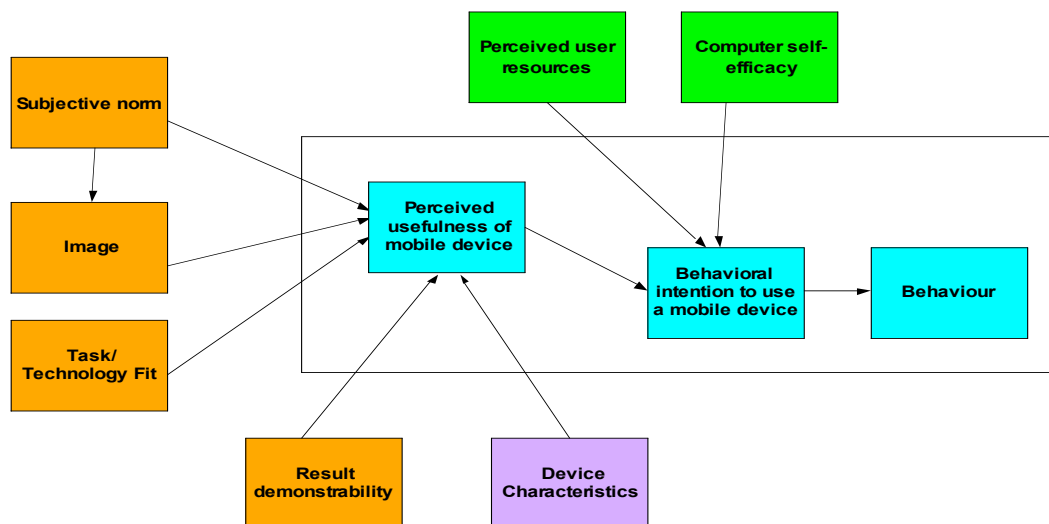 Perceived user
resources
Computer self-
efficacy
Subjective norm
Perceived
usefulness of
mobile device
Image
Behavioral
intention to use
a mobile device
Behaviour
Task/
Technology Fit
Result
demonstrability
Device
Characteristics